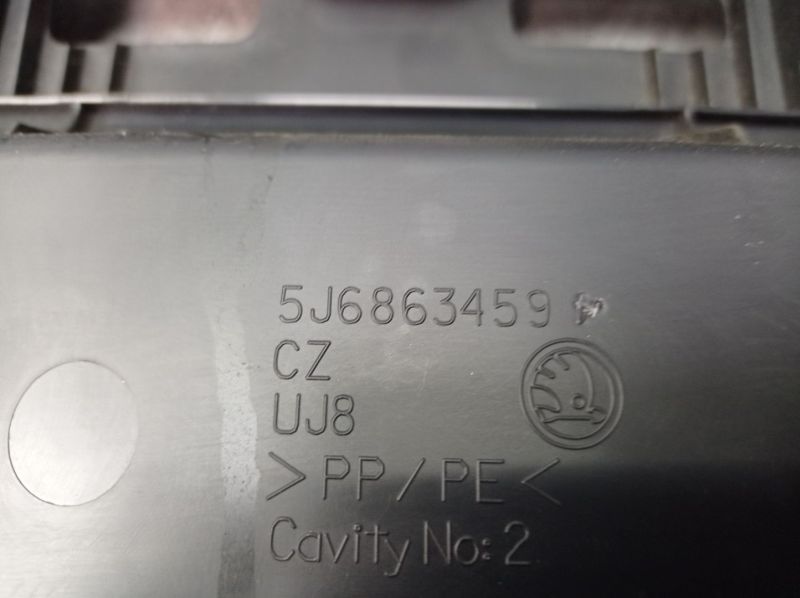 5J6863459
CZ
UJ8
>PP/PE<
Cavity No: 2